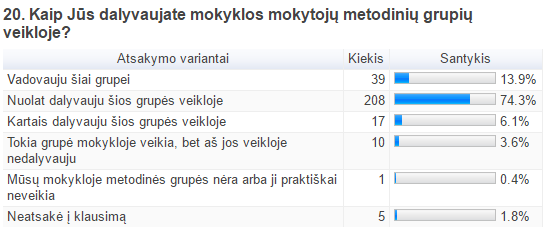 20. Kaip Jūs dalyvaujate mokyklos mokytojų metodinių grupių
veikloje?
Atsakymo variantai Kiekis Santykis
Vadovauju šiai grupei 39 13.9%
Nuolat dalyvauju šios grupės veikloje 208 74.3%
Kartais dalyvauju šios grupės veikloje 17 6.1%
Tokia grupė mokykloje veikia, bet aš jos veikloje
nedalyvauju 10 3.6%
Mūsų mokykloje metodinės grupės nėra arba ji praktiškai
neveikia 1 0.4%
Neatsakė į klausimą 5 1.8%